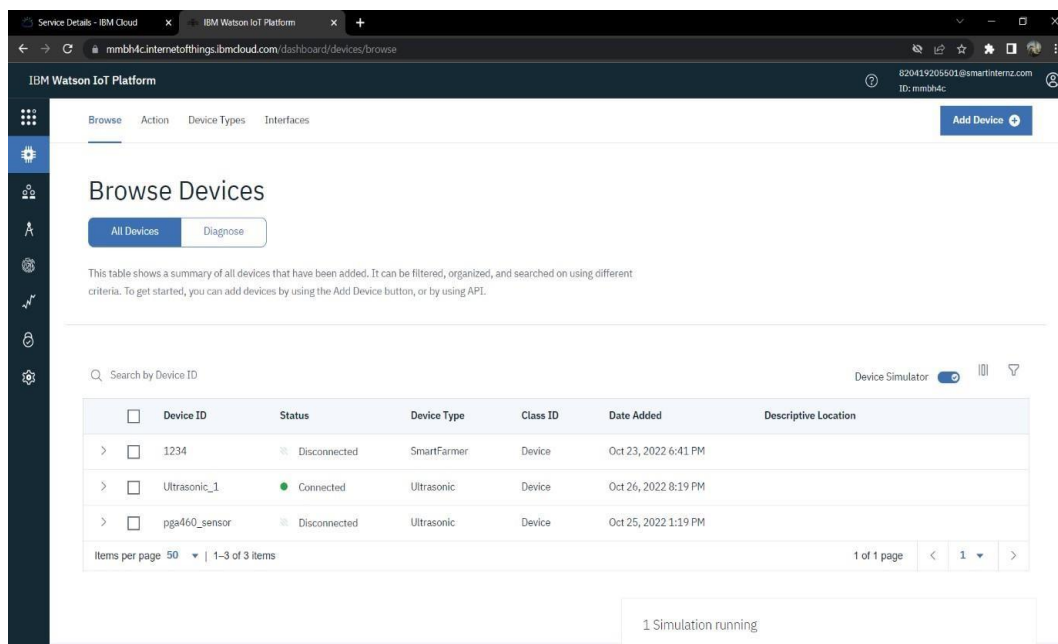 Service Details - IBM Cloud
IBM Watson IoT Platform
mmbh4c.internetofthings.ibmcloud.com/dashboard/devices/browse
IBM Watson IoT Platform
820419205501@smartinternz.com
ID: mmbh4c
Browse Action Device Types Interfaces
Add Device
Browse Devices
All Devices Diagnose
This table shows a summary of all devices that have been added. It can be filtered, organized, and searched on using different
criteria. To get started, you can add devices by using the Add Device button, or by using API.
Search by Device ID
Device Simulator
Device ID Status Device Type Class ID Date Added Descriptive Location
1234 Disconnected SmartFarmer Device Oct 23, 2022 6:41 PM
Ultrasonic_1 Connected Ultrasonic Device Oct 26, 2022 8:19 PM
pga460_sensor Disconnected Ultrasonic Device Oct 25, 2022 1:19 PM
Items per page 50 | 1–3 of 3 items
1 of 1 page 1
1 Simulation running